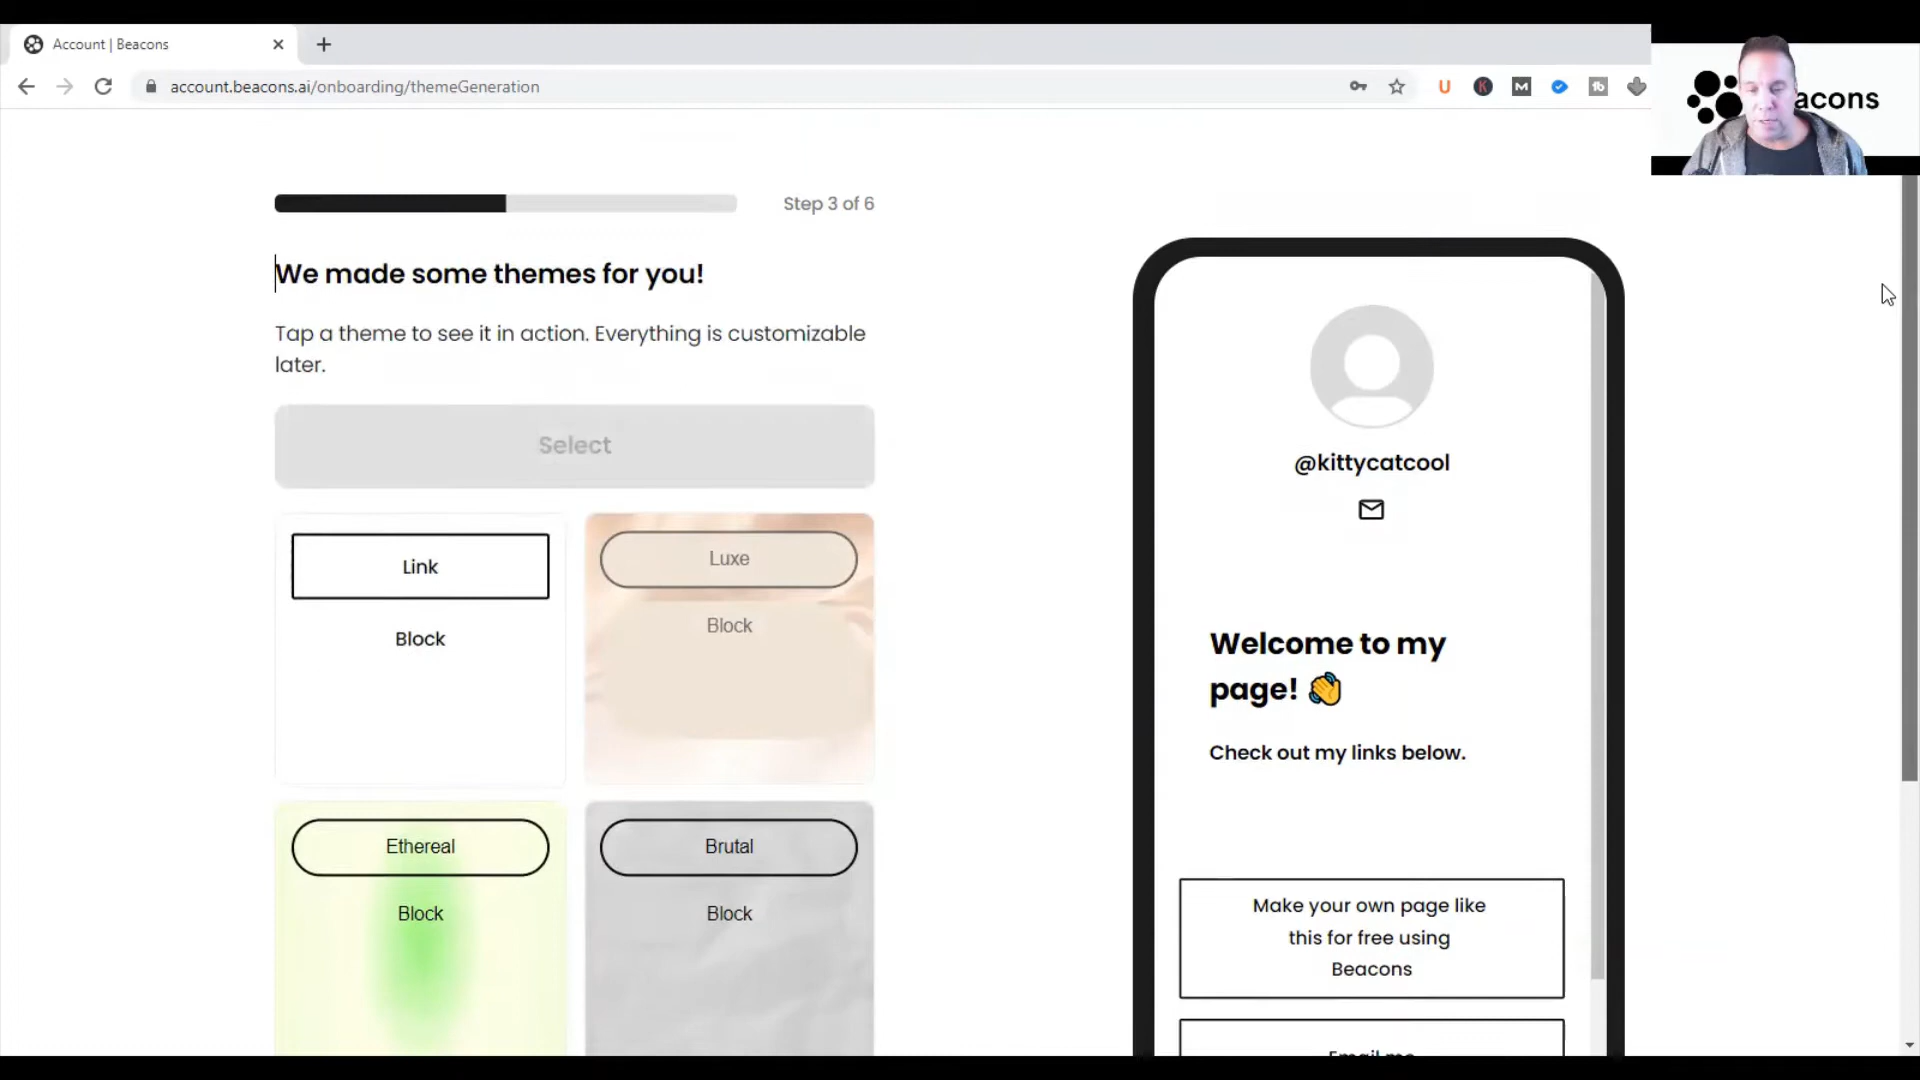 Account | Beacons
account.beacons.ai/onboarding/themeGeneration
acons
Step 3 of 6
We made some themes for you!
Tap a theme to see it in action. Everything is customizable
later.
Select
Link
Block
Luxe
Block
Ethereal
Block
Brutal
Block
@kittycatcool
Welcome to my
page! 👋
Check out my links below.
Make your own page like
this for free using
Beacons
Email me